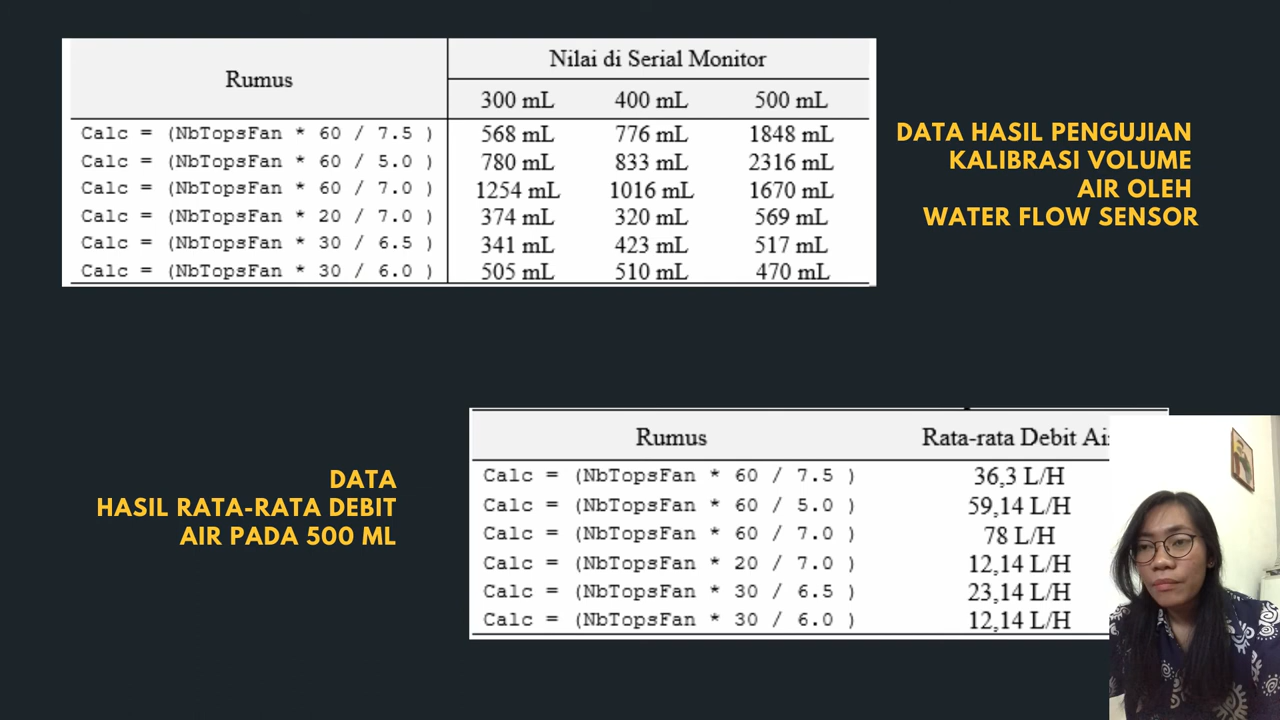 Rumus Nilai di Serial Monitor
300 mL 400 mL 500 mL
Calc = (NbTopsFan * 60 / 7.5 ) 568 mL 776 mL 1848 mL
Calc = (NbTopsFan * 60 / 5.0 ) 780 mL 833 mL 2316 mL
Calc = (NbTopsFan * 60 / 7.0 ) 1254 mL 1016 mL 1670 mL
Calc = (NbTopsFan * 20 / 7.0 ) 374 mL 320 mL 569 mL
Calc = (NbTopsFan * 30 / 6.5 ) 341 mL 423 mL 517 mL
Calc = (NbTopsFan * 30 / 6.0 ) 505 mL 510 mL 470 mL
DATA HASIL PENGUJIAN
KALIBRASI VOLUME
AIR OLEH
WATER FLOW SENSOR
DATA
HASIL RATA-RATA DEBIT
AIR PADA 500 ML
Rumus Rata-rata Debit Air
Calc = (NbTopsFan * 60 / 7.5 ) 36,3 L/H
Calc = (NbTopsFan * 60 / 5.0 ) 59,14 L/H
Calc = (NbTopsFan * 60 / 7.0 ) 78 L/H
Calc = (NbTopsFan * 20 / 7.0 ) 12,14 L/H
Calc = (NbTopsFan * 30 / 6.5 ) 23,14 L/H
Calc = (NbTopsFan * 30 / 6.0 ) 12,14 L/H